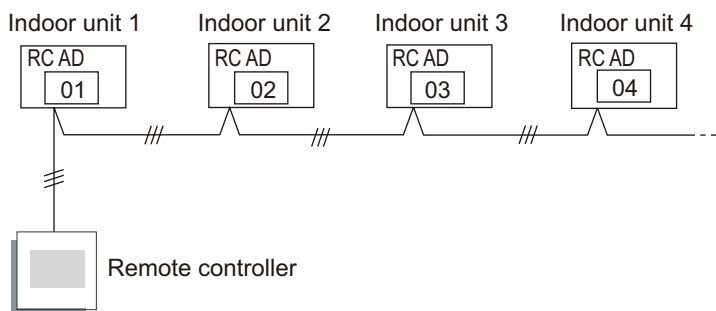 Indoor unit 1 Indoor unit 2 Indoor unit 3 Indoor unit 4
RC AD RC AD RC AD RC AD
01 02 03 04
Remote controller